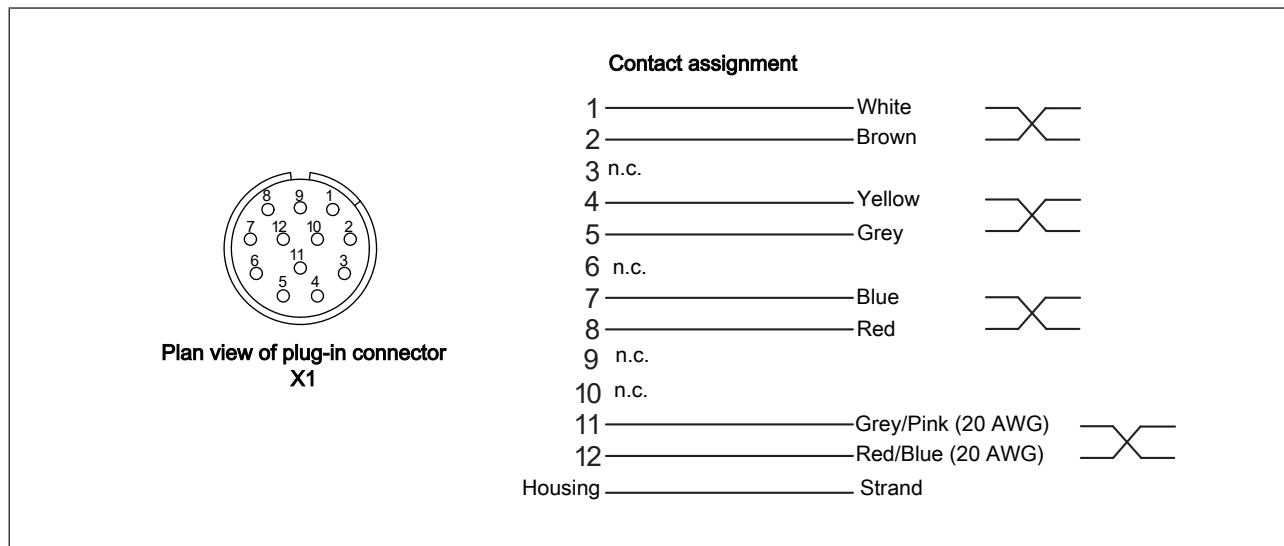 Contact assignment
1 White
2 Brown
3 n.c.
4 Yellow
5 Grey
6 n.c.
7 Blue
8 Red
9 n.c.
10 n.c.
11 Grey/Pink (20 AWG)
12 Red/Blue (20 AWG)
Housing Strand
8 9 1
7 12 10 2
11
6 3
5 4
Plan view of plug-in connector
X1